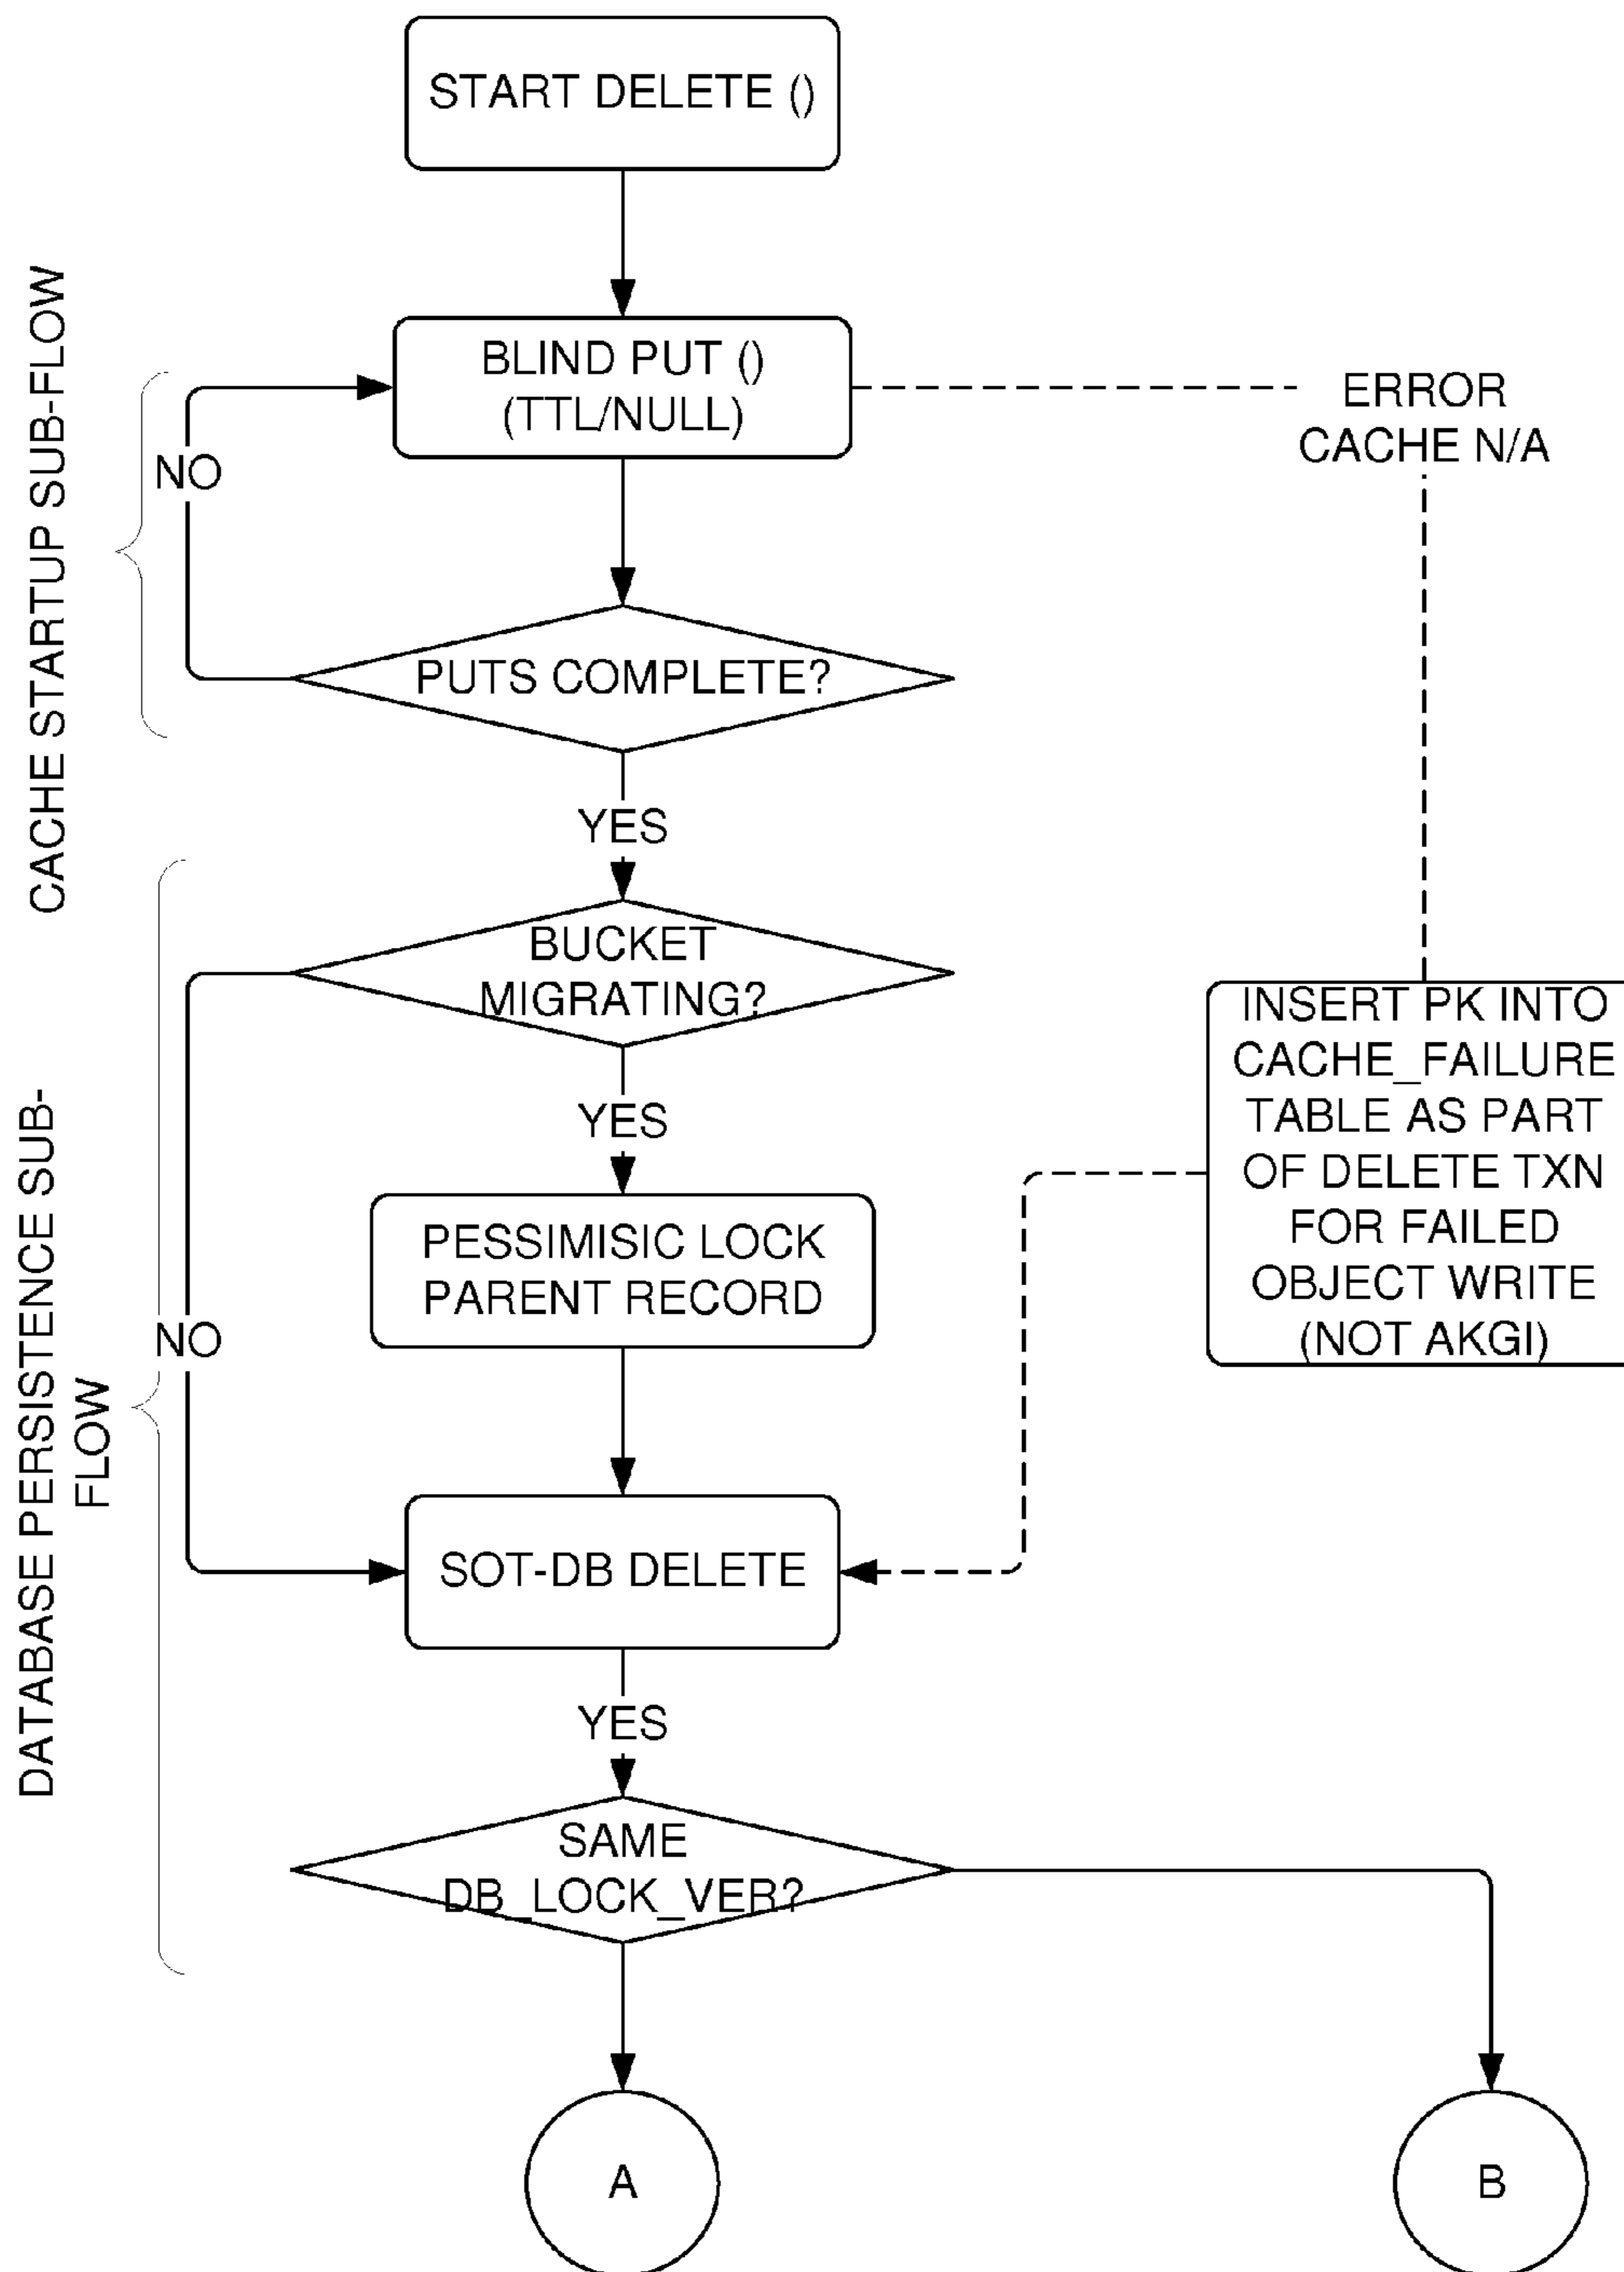 START DELETE ()
CACHE STARTUP SUB-FLOW
BLIND PUT ()
(TTL/NULL)
ERROR
CACHE N/A
NO
PUTS COMPLETE?
YES
DATABASE PERSISTENCE SUB-
FLOW
BUCKET
MIGRATING?
YES
INSERT PK INTO
CACHE_FAILURE
TABLE AS PART
OF DELETE TXN
FOR FAILED
OBJECT WRITE
(NOT AKGI)
PESSIMISIC LOCK
PARENT RECORD
NO
SOT-DB DELETE
YES
SAME
DB_LOCK_VER?
A
B